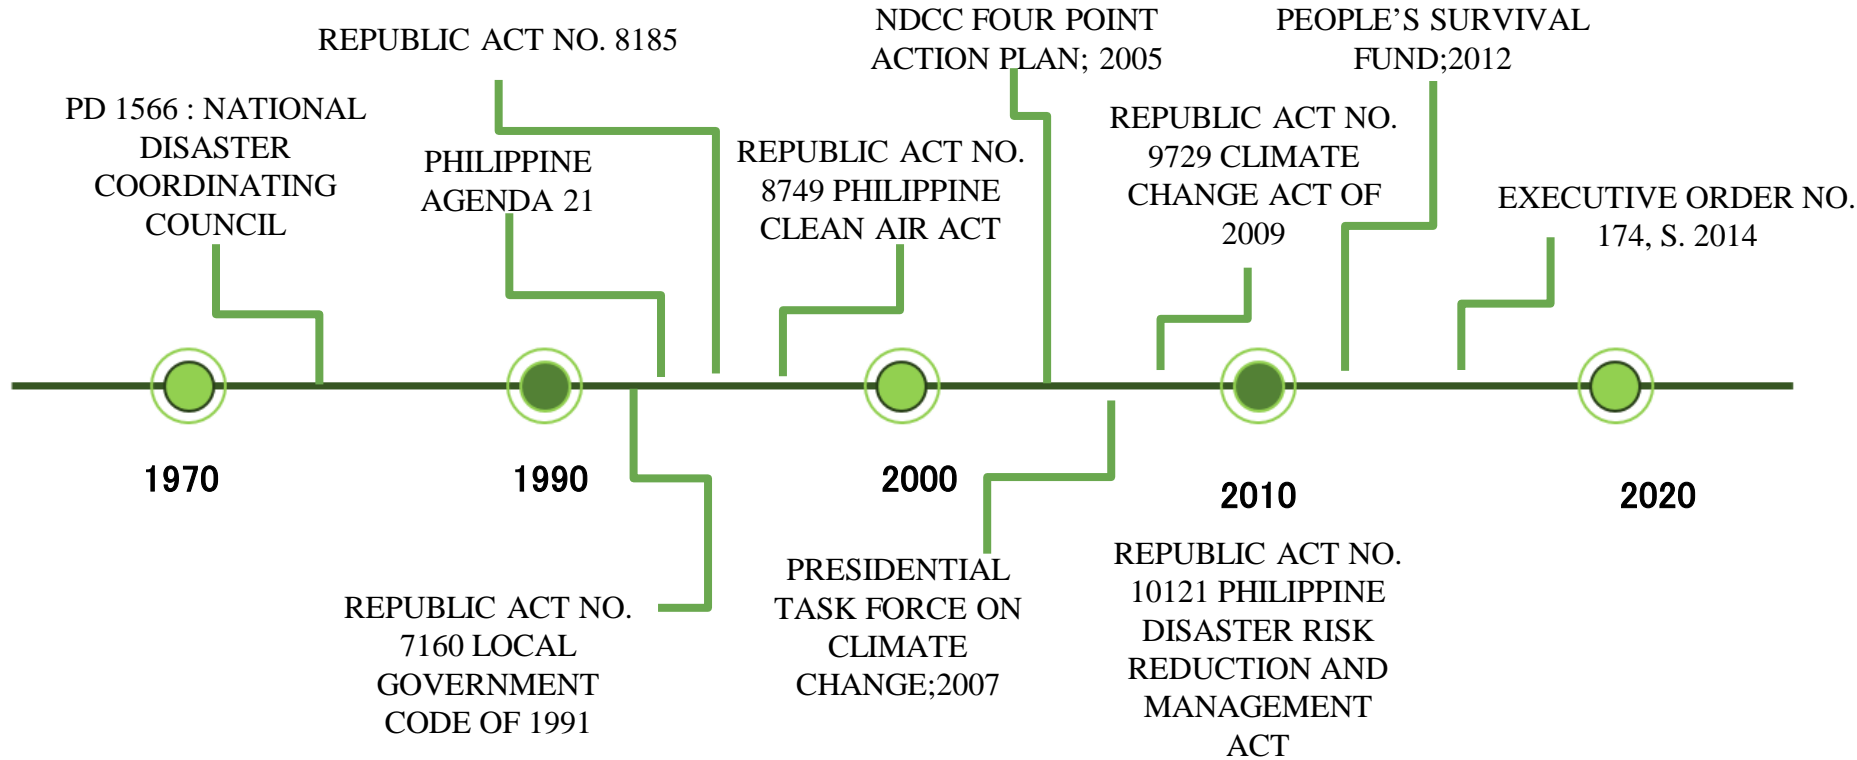 REPUBLIC ACT NO. 8185
NDCC FOUR POINT
ACTION PLAN; 2005
PEOPLE’S SURVIVAL
FUND;2012
PD 1566 : NATIONAL
DISASTER
COORDINATING
COUNCIL
PHILIPPINE
AGENDA 21
REPUBLIC ACT NO.
8749 PHILIPPINE
CLEAN AIR ACT
REPUBLIC ACT NO.
9729 CLIMATE
CHANGE ACT OF
2009
EXECUTIVE ORDER NO.
174, S. 2014
1970
1990
2000
2010
2020
REPUBLIC ACT NO.
7160 LOCAL
GOVERNMENT
CODE OF 1991
PRESIDENTIAL
TASK FORCE ON
CLIMATE
CHANGE;2007
REPUBLIC ACT NO.
10121 PHILIPPINE
DISASTER RISK
REDUCTION AND
MANAGEMENT
ACT